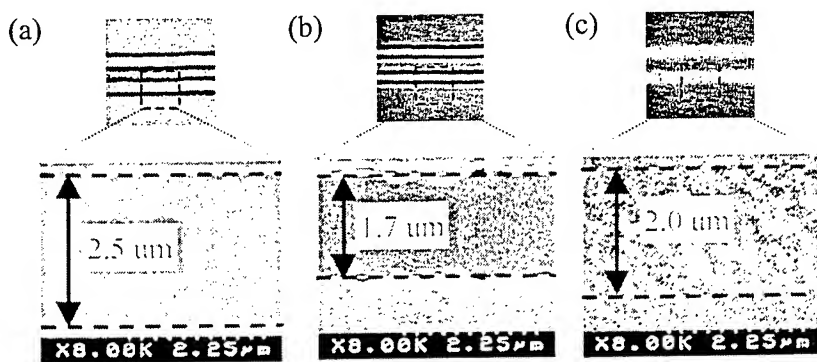 (a) (b) (c)
2.5 um 1.7 um 2.0 um
X8.00K 2.25μm X8.00K 2.25μm X8.00K 2.25μm